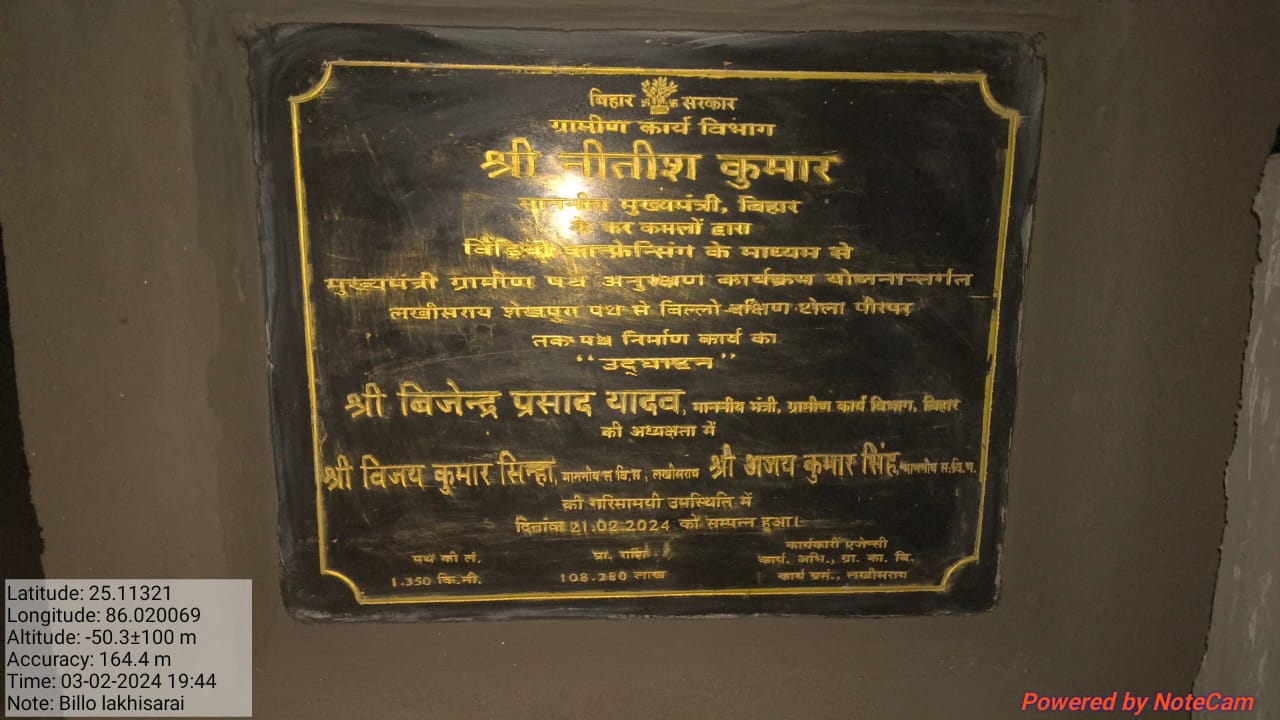 बिहार सरकार
ग्रामीण कार्य विभाग
श्री नीतीश कुमार
माननीय मुख्यमंत्री, बिहार
के कर कमलों द्वारा
विडियो कान्फ्रेन्सिंग के माध्यम से
मुख्यमंत्री ग्रामीण पथ अनुरक्षण कार्यक्रम योजनान्तर्गत
लखीसराय शेखपुरा पथ से बिल्लो दक्षिण टोला पौरपर
तक पथ निर्माण कार्य का
“उद्घाटन”
श्री बिजेन्द्र प्रसाद यादव, माननीय मंत्री, ग्रामीण कार्य विभाग, बिहार
की अध्यक्षता में
श्री विजय कुमार सिन्हा, माननीय स वि.स, लखीसराय श्री अजय कुमार सिंह, माननीय स.वि.प.
की गरिमामयी उपस्थिति में
दिनांक 21.02.2024 को सम्पन्न हुआ।
पथ की लं. प्रा. राशि कार्यकारी एजेन्सी
कार्य. अभि., ग्रा. का. वि.
1.350 कि.मी. 108.280 लाख कार्य प्रमं., लखीसराय
Latitude: 25.11321
Longitude: 86.020069
Altitude: -50.3±100 m
Accuracy: 164.4 m
Time: 03-02-2024 19:44
Note: Billo lakhisarai
Powered by NoteCam